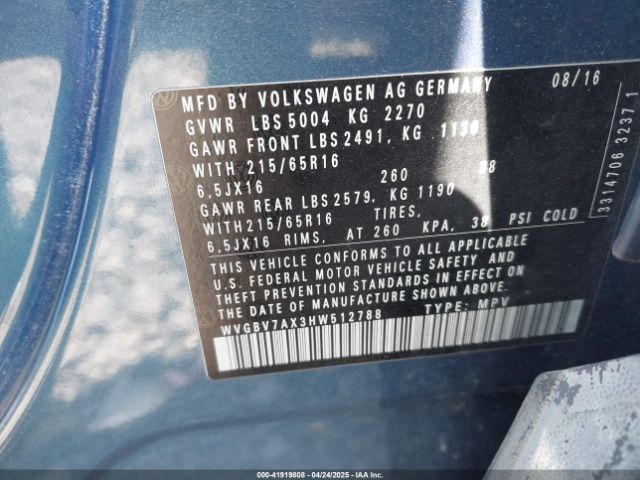 MFD BY VOLKSWAGEN AG GERMANY 08/16
GVWR LBS 5004 KG 2270
GAWR FRONT LBS 2491, KG 1130
WITH 215/65R16
6,5JX16 260 38
GAWR REAR LBS 2579, KG 1190
WITH 215/65R16 TIRES,
6,5JX16 RIMS, AT 260 KPA, 38 PSI COLD
THIS VEHICLE CONFORMS TO ALL APPLICABLE
U.S. FEDERAL MOTOR VEHICLE SAFETY AND
THEFT PREVENTION STANDARDS IN EFFECT ON
THE DATE OF MANUFACTURE SHOWN ABOVE.
WVGBV7AX3HW512788 TYPE: MPV
3314706 3237.1
000-41919808 04/24/2025 - IAA Inc.